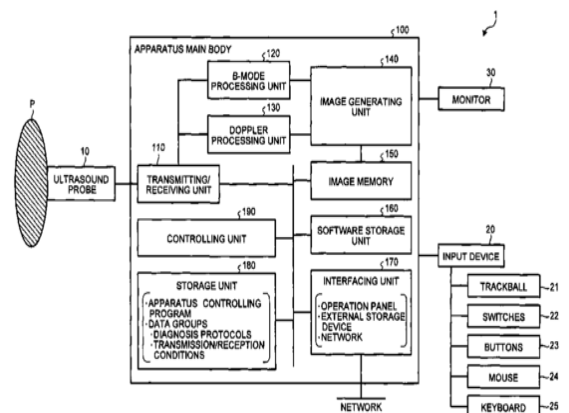 1
100
APPARATUS MAIN BODY
120
B-MODE
PROCESSING UNIT
140
IMAGE GENERATING
UNIT
30
MONITOR
P
130
DOPPLER
PROCESSING UNIT
10
ULTRASOUND
PROBE
110
TRANSMITTING/
RECEIVING UNIT
150
IMAGE MEMORY
190
CONTROLLING UNIT
160
SOFTWARE STORAGE
UNIT
20
INPUT DEVICE
180
STORAGE UNIT
·APPARATUS CONTROLLING
PROGRAM
·DATA GROUPS
·DIAGNOSIS PROTOCOLS
·TRANSMISSION/RECEPTION
CONDITIONS
170
INTERFACING UNIT
·OPERATION PANEL
·EXTERNAL STORAGE
DEVICE
·NETWORK
TRACKBALL 21
SWITCHES 22
BUTTONS 23
MOUSE 24
KEYBOARD 25
NETWORK